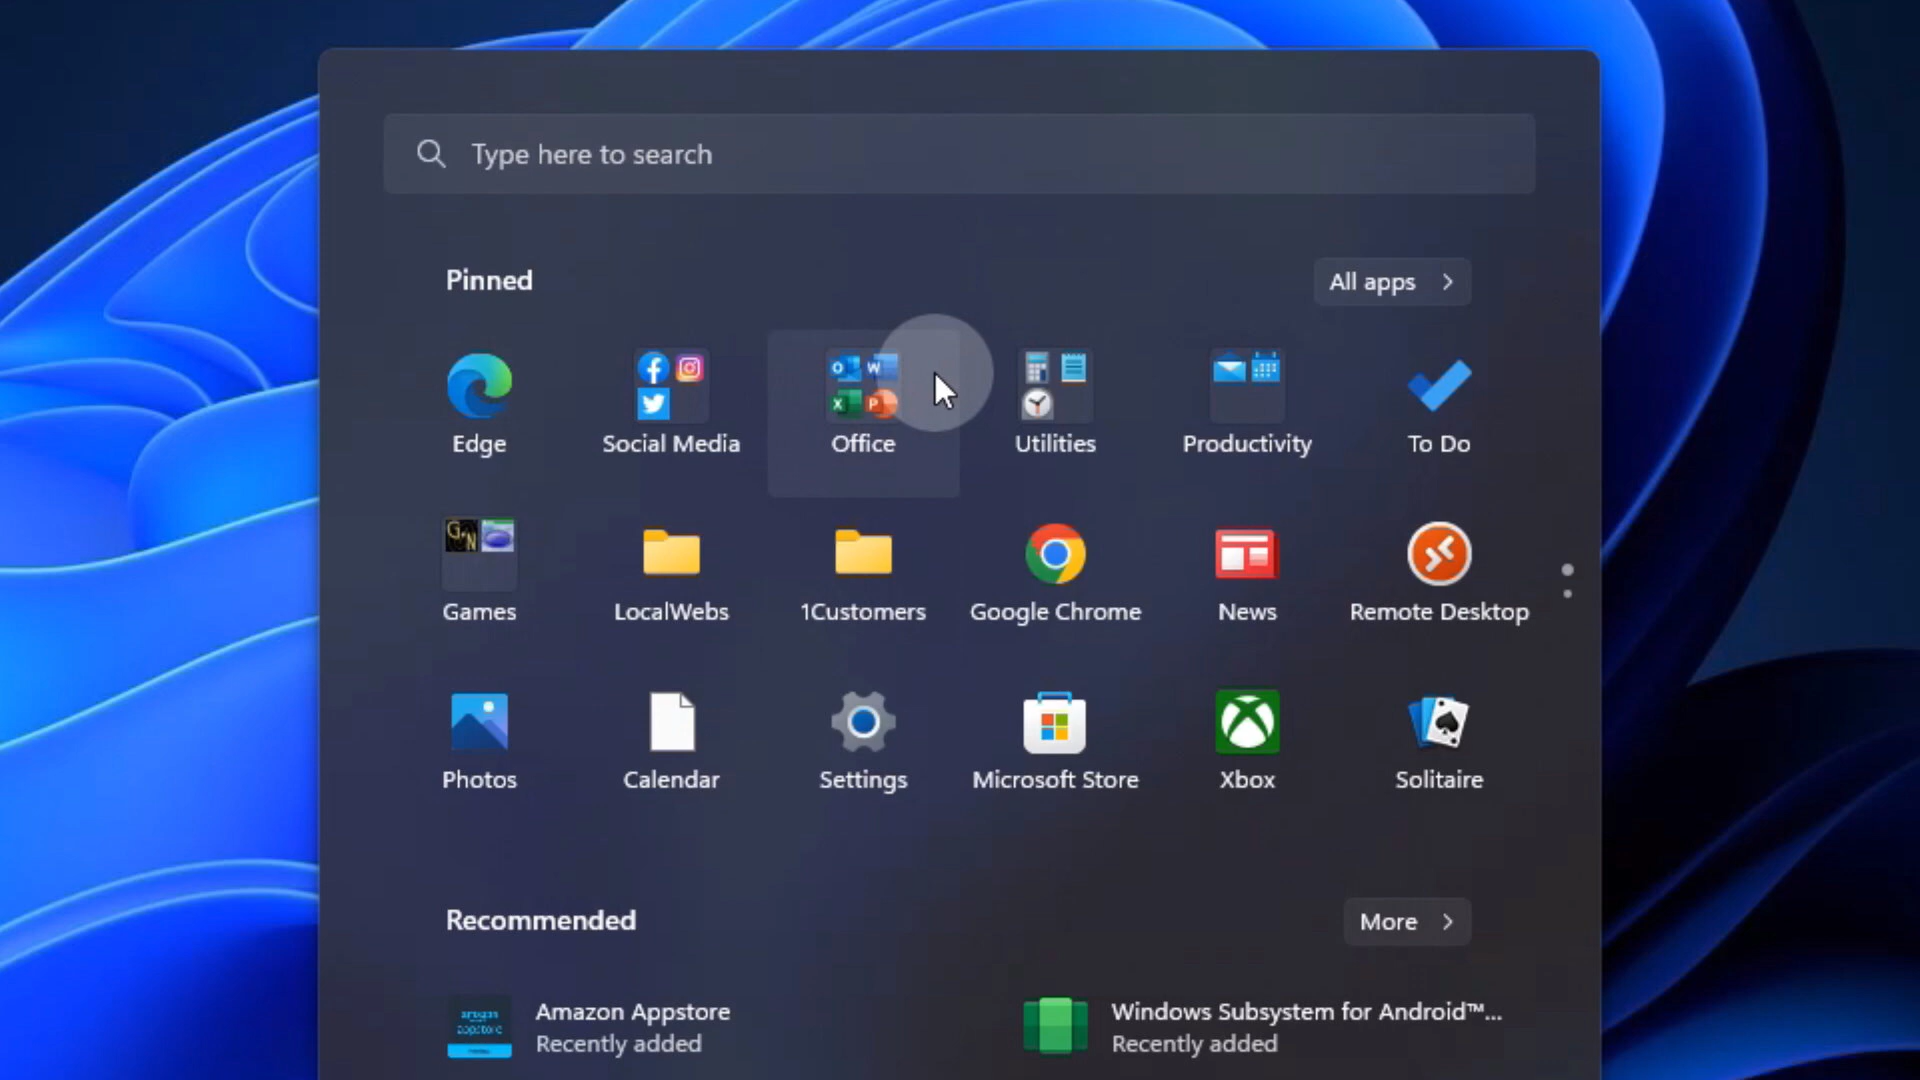 Type here to search
Pinned
All apps
Edge
Social Media
Office
Utilities
Productivity
To Do
Games
LocalWebs
1Customers
Google Chrome
News
Remote Desktop
Photos
Calendar
Settings
Microsoft Store
Xbox
Solitaire
Recommended
More
amazon
appstore
Amazon Appstore
Recently added
Windows Subsystem for Android™...
Recently added